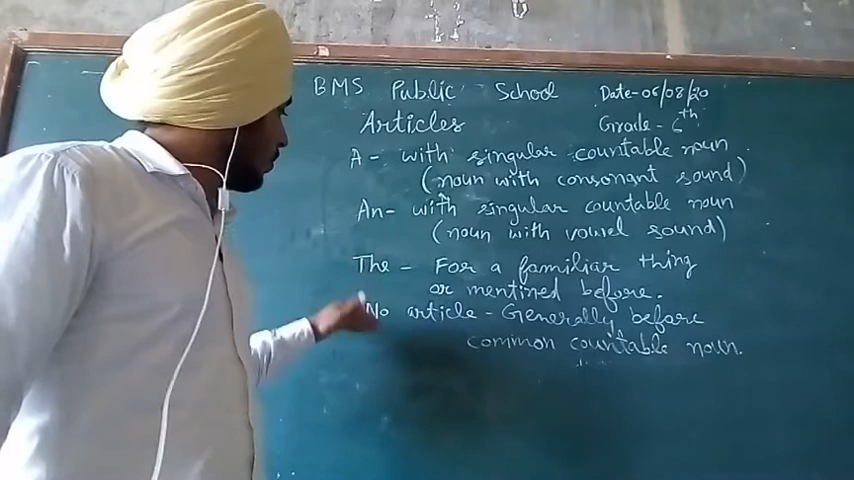 BMS Public School Date-06/08/20
Articles Grade-6th
A - with singular countable noun
(noun with consonant sound)
An- with singular countable noun
(noun with vowel sound)
The - For a familiar thing
or mentined before.
No article - Generally before
common countable noun.